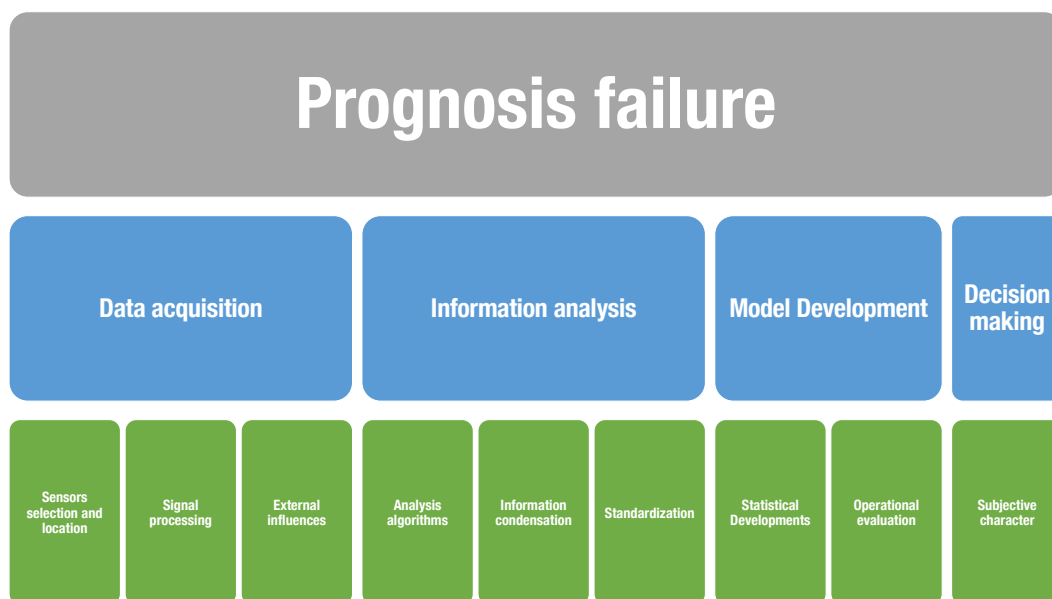 Prognosis failure
Data acquisition
Information analysis
Model Development
Decision
making
Sensors
selection and
location
Signal
processing
External
influences
Analysis
algorithms
Information
condensation
Standardization
Statistical
Developments
Operational
evaluation
Subjective
character